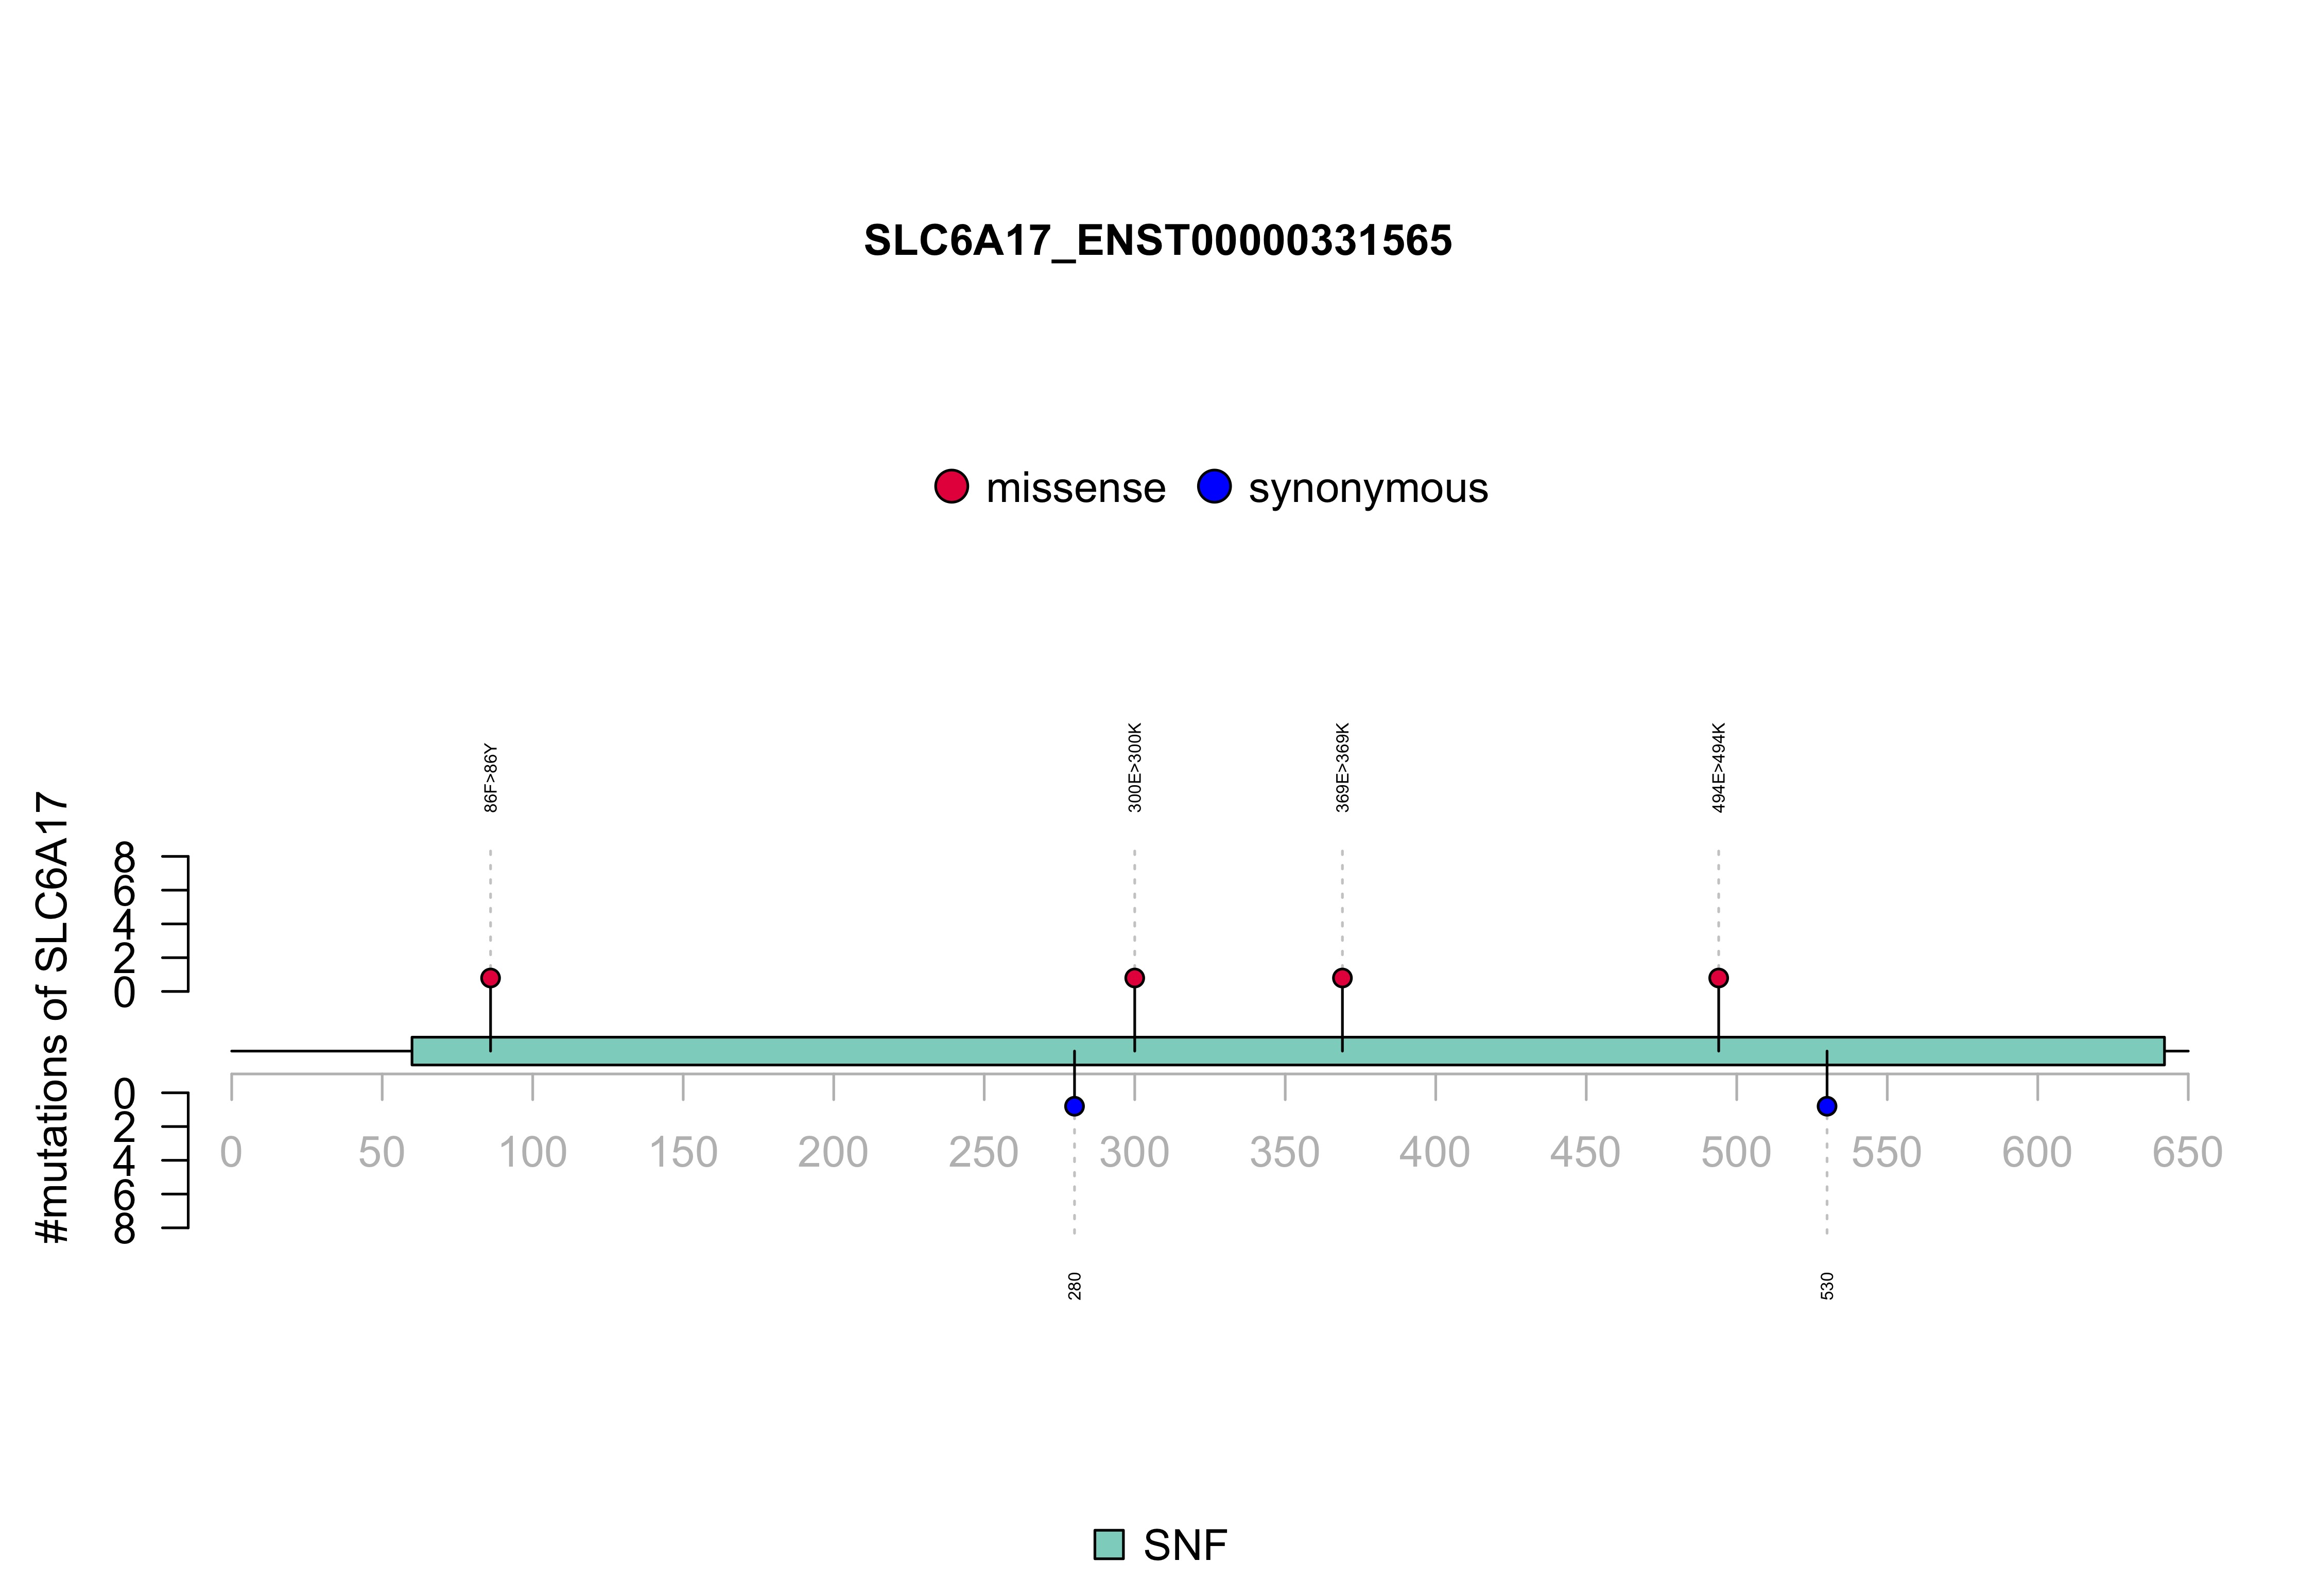 SLC6A17_ENST00000331565
missense synonymous
86F>86Y 300E>300K 369E>369K 494E>494K
#mutations of SLC6A17
8
6
4
2
0
0
2
4
6
8
0 50 100 150 200 250 300 350 400 450 500 550 600 650
280 530
SNF